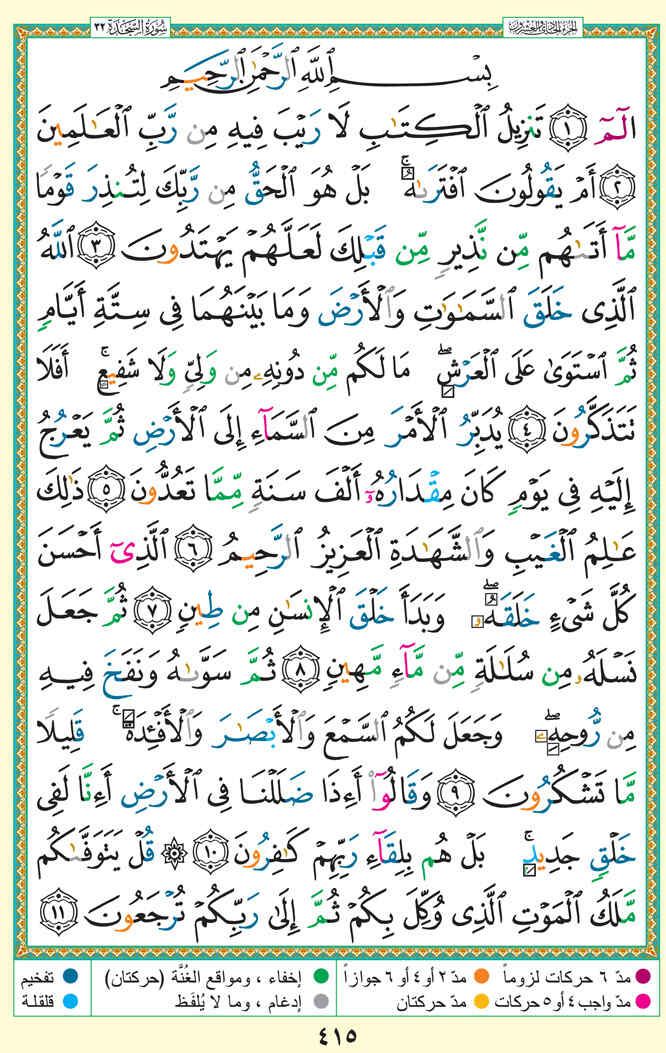 سُورَةُ السَّجْدَةِ ٣٢ الجزء الحادي والعشرون
بِسْمِ ٱللَّهِ ٱلرَّحْمَٰنِ ٱلرَّحِيمِ
الٓمٓ ١ تَنزِيلُ ٱلْكِتَٰبِ لَا رَيْبَ فِيهِ مِن رَّبِّ ٱلْعَٰلَمِينَ
٢ أَمْ يَقُولُونَ ٱفْتَرَىٰهُ ۚ بَلْ هُوَ ٱلْحَقُّ مِن رَّبِّكَ لِتُنذِرَ قَوْمًا
مَّآ أَتَىٰهُم مِّن نَّذِيرٍ مِّن قَبْلِكَ لَعَلَّهُمْ يَهْتَدُونَ ٣ ٱللَّهُ
ٱلَّذِى خَلَقَ ٱلسَّمَٰوَٰتِ وَٱلْأَرْضَ وَمَا بَيْنَهُمَا فِى سِتَّةِ أَيَّامٍ
ثُمَّ ٱسْتَوَىٰ عَلَى ٱلْعَرْشِ ۖ مَا لَكُم مِّن دُونِهِۦ مِن وَلِىٍّ وَلَا شَفِيعٍ ۚ أَفَلَا
تَتَذَكَّرُونَ ٤ يُدَبِّرُ ٱلْأَمْرَ مِنَ ٱلسَّمَآءِ إِلَى ٱلْأَرْضِ ثُمَّ يَعْرُجُ
إِلَيْهِ فِى يَوْمٍ كَانَ مِقْدَارُهُۥٓ أَلْفَ سَنَةٍ مِّمَّا تَعُدُّونَ ٥ ذَٰلِكَ
عَٰلِمُ ٱلْغَيْبِ وَٱلشَّهَٰدَةِ ٱلْعَزِيزُ ٱلرَّحِيمُ ٦ ٱلَّذِىٓ أَحْسَنَ
كُلَّ شَىْءٍ خَلَقَهُۥ ۖ وَبَدَأَ خَلْقَ ٱلْإِنسَٰنِ مِن طِينٍ ٧ ثُمَّ جَعَلَ
نَسْلَهُۥ مِن سُلَٰلَةٍ مِّن مَّآءٍ مَّهِينٍ ٨ ثُمَّ سَوَّىٰهُ وَنَفَخَ فِيهِ
مِن رُّوحِهِۦ ۖ وَجَعَلَ لَكُمُ ٱلسَّمْعَ وَٱلْأَبْصَٰرَ وَٱلْأَفْـِٔدَةَ ۚ قَلِيلًا
مَّا تَشْكُرُونَ ٩ وَقَالُوٓا۟ أَءِذَا ضَلَلْنَا فِى ٱلْأَرْضِ أَءِنَّا لَفِى
خَلْقٍ جَدِيدٍۭ ۚ بَلْ هُم بِلِقَآءِ رَبِّهِمْ كَٰفِرُونَ ١٠ ۞ قُلْ يَتَوَفَّىٰكُم
مَّلَكُ ٱلْمَوْتِ ٱلَّذِى وُكِّلَ بِكُمْ ثُمَّ إِلَىٰ رَبِّكُمْ تُرْجَعُونَ ١١
مدّ ٦ حركات لزوماً مدّ ٢ أو ٤ أو ٦ جوازاً إخفاء ، ومواقع الغُنَّة (حركتان) تفخيم
مدّ واجب ٤ أو ٥ حركات مدّ حركتان إدغام ، وما لا يُلفَظ قلقلة
٤١٥